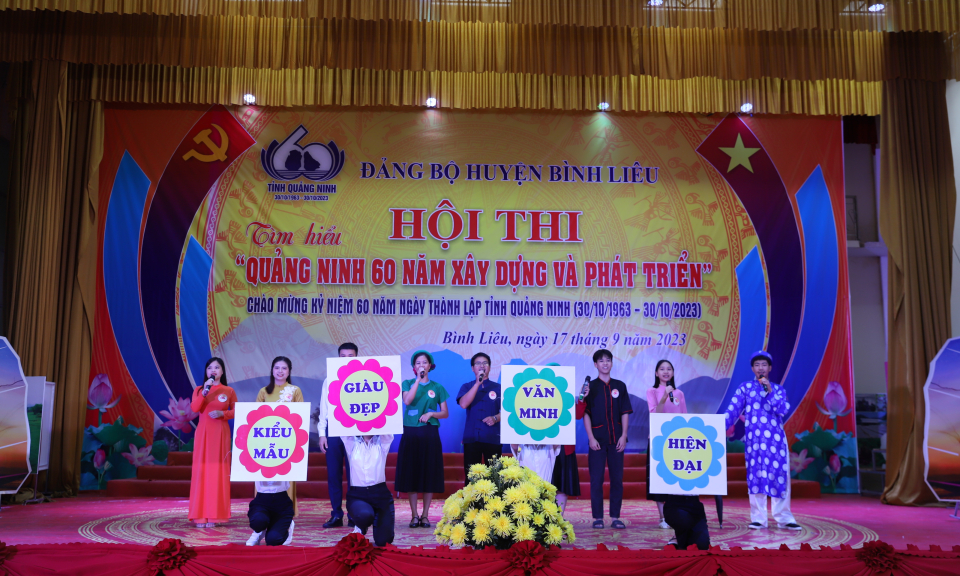 60
TỈNH QUẢNG NINH
30/10/1963 - 30/10/2023
ĐẢNG BỘ HUYỆN BÌNH LIÊU
HỘI THI
Tìm hiểu
"QUẢNG NINH 60 NĂM XÂY DỰNG VÀ PHÁT TRIỂN"
CHÀO MỪNG KỶ NIỆM 60 NĂM NGÀY THÀNH LẬP TỈNH QUẢNG NINH (30/10/1963 - 30/10/2023)
Bình Liêu, ngày 17 tháng 9 năm 2023
KIỂU
MẪU
GIÀU
ĐẸP
VĂN
MINH
HIỆN
ĐẠI